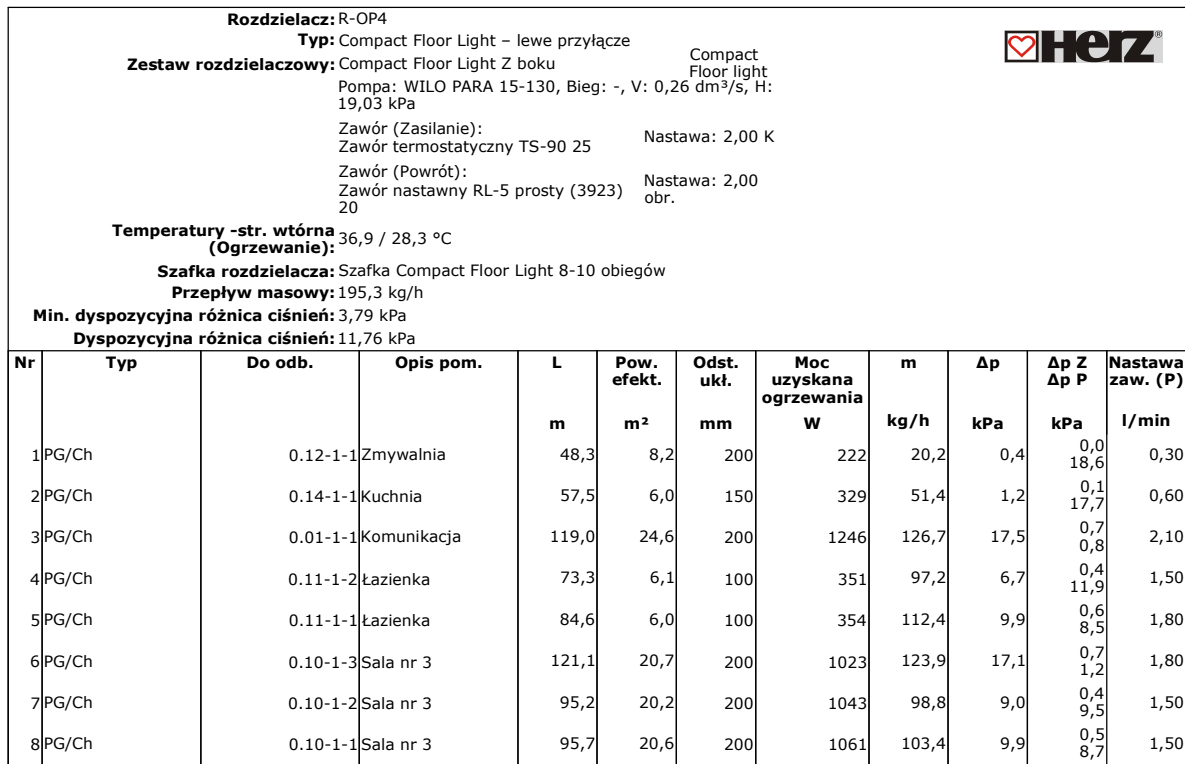 Rozdzielacz: R-OP4
Typ: Compact Floor Light – lewe przyłącze
Zestaw rozdzielaczowy: Compact Floor Light Z boku Compact Floor light
Pompa: WILO PARA 15-130, Bieg: -, V: 0,26 dm³/s, H:
19,03 kPa
Zawór (Zasilanie):
Zawór termostatyczny TS-90 25 Nastawa: 2,00 K
Zawór (Powrót):
Zawór nastawny RL-5 prosty (3923) 20 Nastawa: 2,00 obr.
Temperatury -str. wtórna (Ogrzewanie): 36,9 / 28,3 °C
Szafka rozdzielacza: Szafka Compact Floor Light 8-10 obiegów
Przepływ masowy: 195,3 kg/h
Min. dyspozycyjna różnica ciśnień: 3,79 kPa
Dyspozycyjna różnica ciśnień: 11,76 kPa
Herz®
Nr Typ Do odb. Opis pom. L Pow. efekt. Odst. ukł. Moc uzyskana ogrzewania m Δp Δp Z Δp P Nastawa zaw. (P)
m m² mm W kg/h kPa kPa l/min
1 PG/Ch 0.12-1-1 Zmywalnia 48,3 8,2 200 222 20,2 0,4 0,0 18,6 0,30
2 PG/Ch 0.14-1-1 Kuchnia 57,5 6,0 150 329 51,4 1,2 0,1 17,7 0,60
3 PG/Ch 0.01-1-1 Komunikacja 119,0 24,6 200 1246 126,7 17,5 0,7 0,8 2,10
4 PG/Ch 0.11-1-2 Łazienka 73,3 6,1 100 351 97,2 6,7 0,4 11,9 1,50
5 PG/Ch 0.11-1-1 Łazienka 84,6 6,0 100 354 112,4 9,9 0,6 8,5 1,80
6 PG/Ch 0.10-1-3 Sala nr 3 121,1 20,7 200 1023 123,9 17,1 0,7 1,2 1,80
7 PG/Ch 0.10-1-2 Sala nr 3 95,2 20,2 200 1043 98,8 9,0 0,4 9,5 1,50
8 PG/Ch 0.10-1-1 Sala nr 3 95,7 20,6 200 1061 103,4 9,9 0,5 8,7 1,50